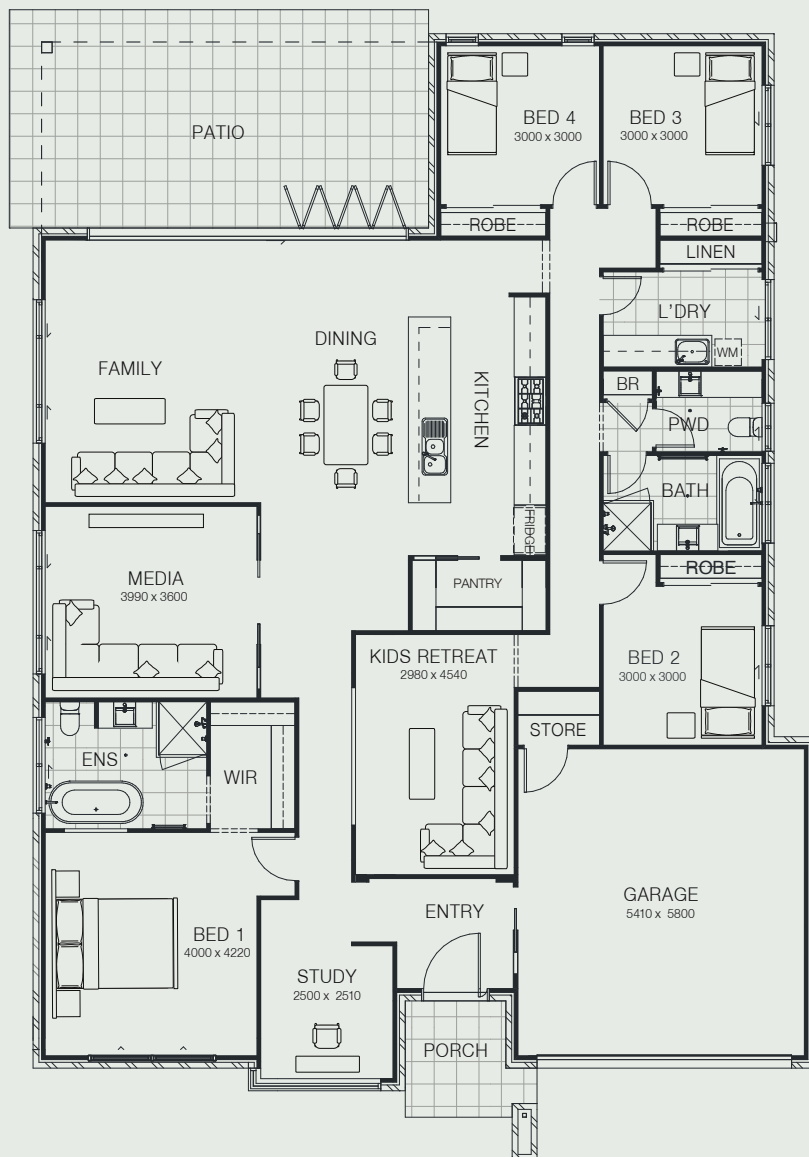 PATIO
BED 4
3000 x 3000
BED 3
3000 x 3000
ROBE
ROBE
LINEN
L'DRY
WM
DINING
FAMILY
KITCHEN
BR
PWD
BATH
FRIDGE
MEDIA
3990 x 3600
PANTRY
ROBE
KIDS RETREAT
2980 x 4540
BED 2
3000 x 3000
STORE
ENS
WIR
GARAGE
5410 x 5800
ENTRY
BED 1
4000 x 4220
STUDY
2500 x 2510
PORCH